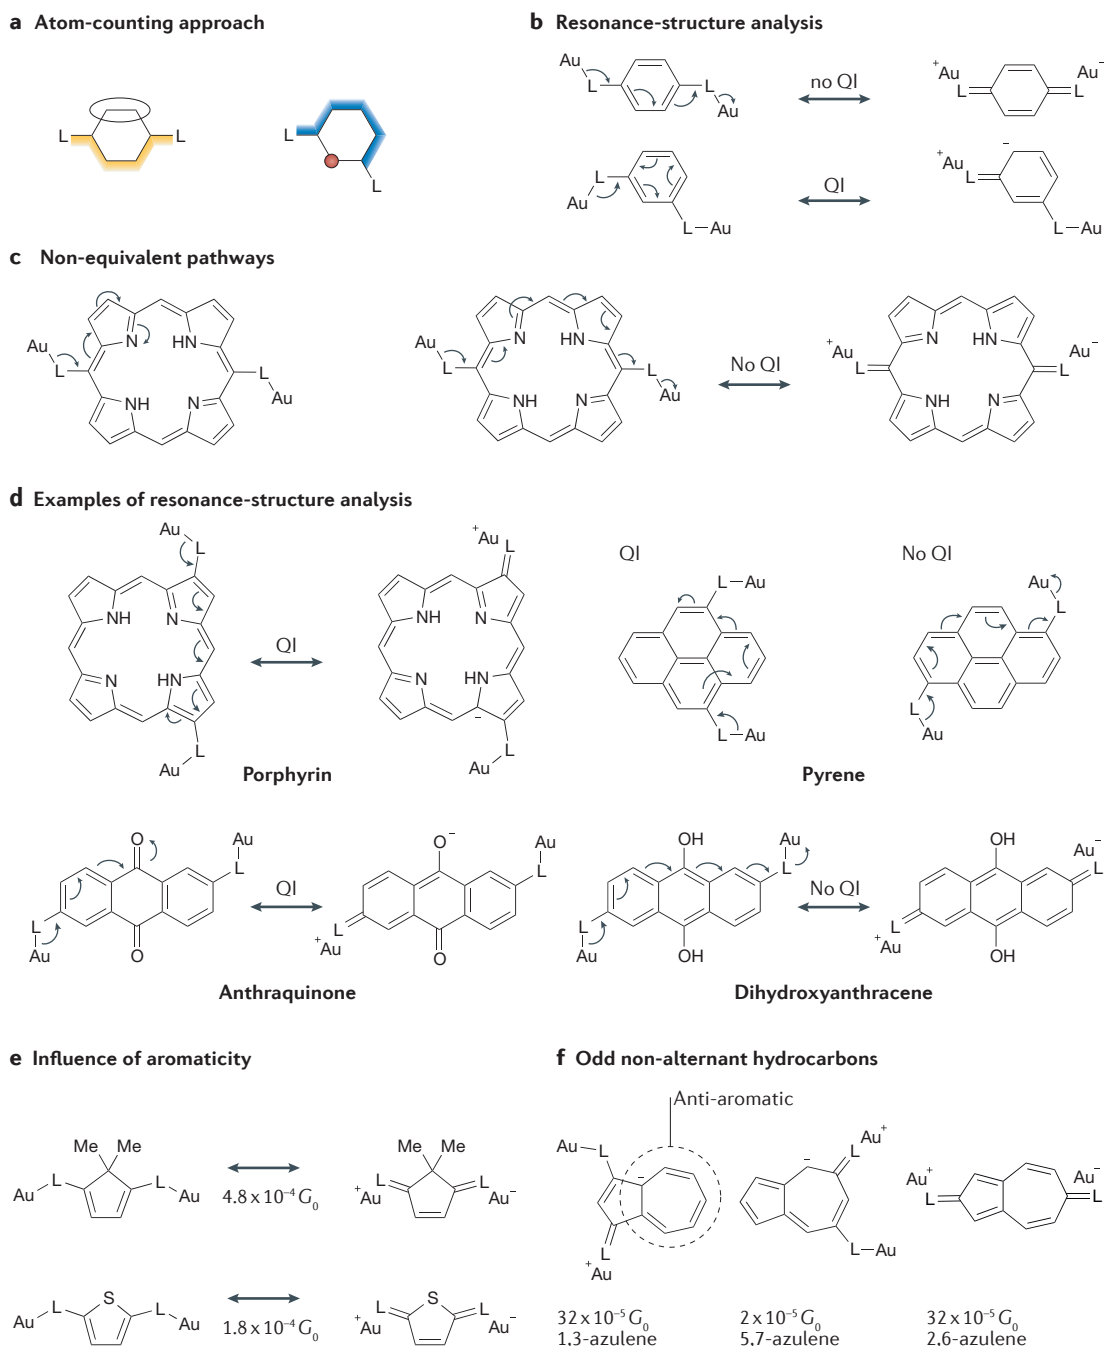 a Atom-counting approach
L L
L
L
b Resonance-structure analysis
Au
L L
Au
no QI
+Au Au−
L L
L
Au
L—Au
QI
+Au −
L
L—Au
c Non-equivalent pathways
Au
L
N HN
NH N
L
Au
Au
L
N HN
NH N
L
Au
No QI
+Au
L
N HN
NH N
Au−
L
d Examples of resonance-structure analysis
Au
L
NH N
N HN
L
Au
QI
+Au
L
NH N
N HN
−
L
Au
Porphyrin
QI
L—Au
L—Au
No QI
Au
L
L
Au
Pyrene
O
Au
L
L
Au
O
QI
O−
Au
L
L
+Au
O
Anthraquinone
OH
Au
L
L
Au
OH
No QI
OH
Au−
L
L
+Au
OH
Dihydroxyanthracene
e Influence of aromaticity
Me Me
L L
Au Au
4.8 x 10−4 G0
Me Me
L L
+Au Au−
S
L L
Au Au
1.8 x 10−4 G0
S
L L
+Au Au−
f Odd non-alternant hydrocarbons
Anti-aromatic
Au—L
−
L
+Au
32 x 10−5 G0
1,3-azulene
Au+
− L
L—Au
2 x 10−5 G0
5,7-azulene
Au+ Au−
L L
32 x 10−5 G0
2,6-azulene